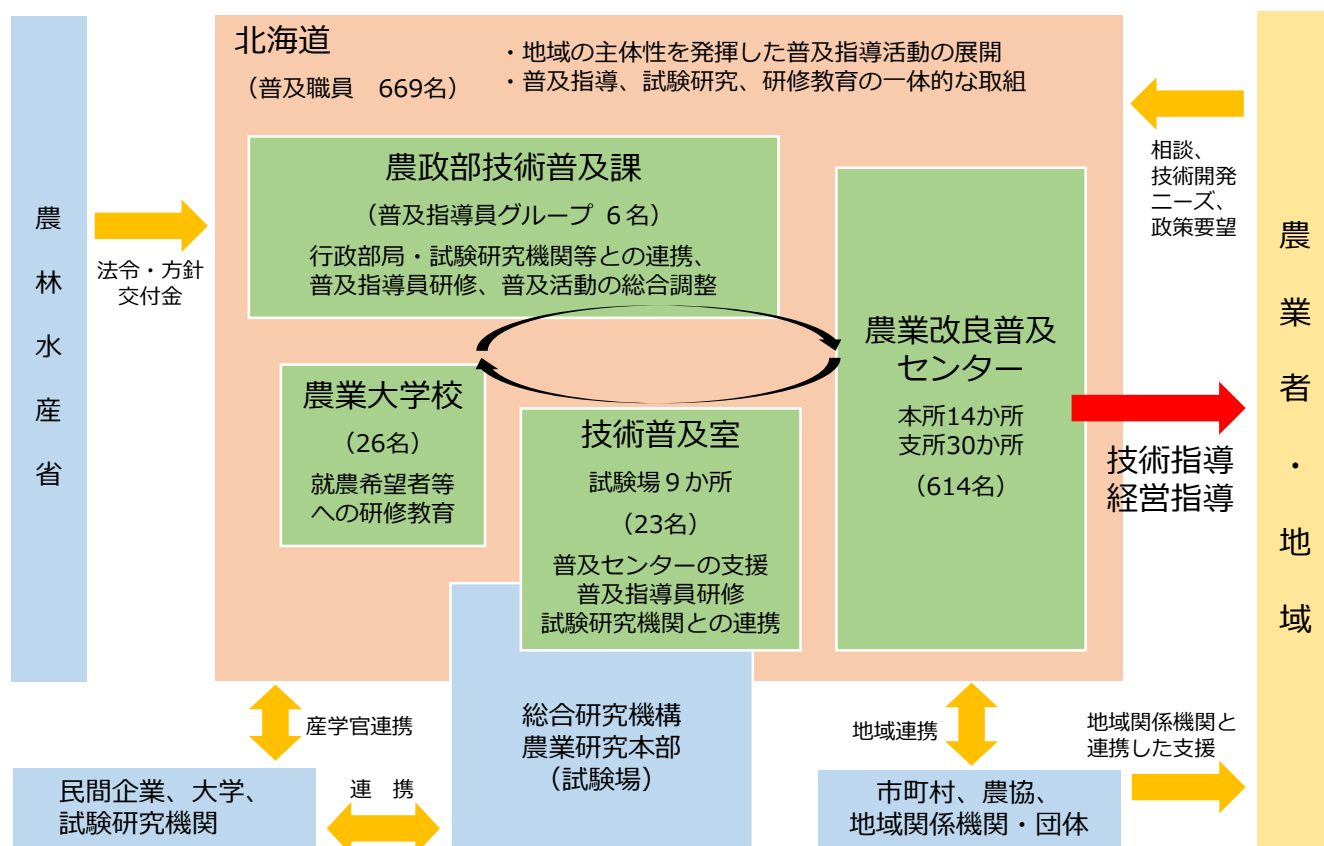 北海道
（普及職員　669名）
・地域の主体性を発揮した普及指導活動の展開
・普及指導、試験研究、研修教育の一体的な取組
農林水産省
法令・方針
交付金
農政部技術普及課
（普及指導員グループ ６名）
行政部局・試験研究機関等との連携、
普及指導員研修、普及活動の総合調整
農業大学校
（26名）
就農希望者等
への研修教育
技術普及室
試験場９か所
（23名）
普及センターの支援
普及指導員研修
試験研究機関との連携
農業改良普及
センター
本所14か所
支所30か所
（614名）
相談、
技術開発
ニーズ、
政策要望
技術指導
経営指導
農業者・地域
産学官連携
民間企業、大学、
試験研究機関
連　携
総合研究機構
農業研究本部
（試験場）
地域連携
市町村、農協、
地域関係機関・団体
地域関係機関と
連携した支援